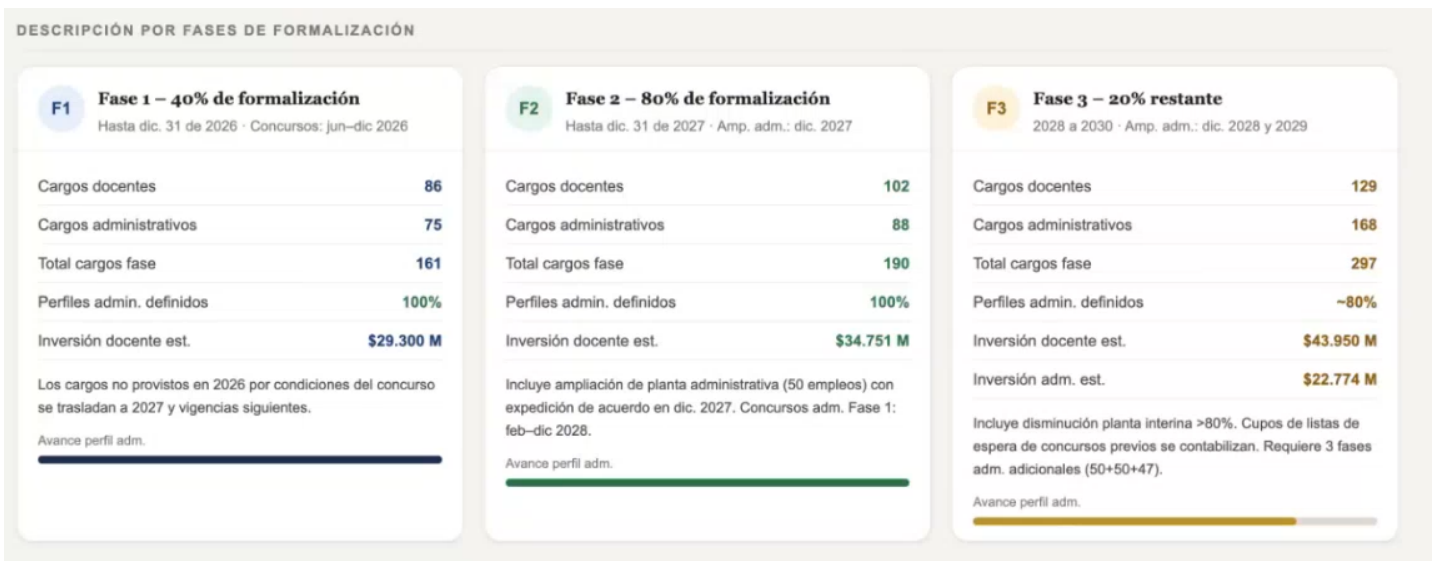 DESCRIPCIÓN POR FASES DE FORMALIZACIÓN
F1
Fase 1 – 40% de formalización
Hasta dic. 31 de 2026 · Concursos: jun–dic 2026
Cargos docentes 86
Cargos administrativos 75
Total cargos fase 161
Perfiles admin. definidos 100%
Inversión docente est. $29.300 M
Los cargos no provistos en 2026 por condiciones del concurso
se trasladan a 2027 y vigencias siguientes.
Avance perfil adm.
F2
Fase 2 – 80% de formalización
Hasta dic. 31 de 2027 · Amp. adm.: dic. 2027
Cargos docentes 102
Cargos administrativos 88
Total cargos fase 190
Perfiles admin. definidos 100%
Inversión docente est. $34.751 M
Incluye ampliación de planta administrativa (50 empleos) con
expedición de acuerdo en dic. 2027. Concursos adm. Fase 1:
feb–dic 2028.
Avance perfil adm.
F3
Fase 3 – 20% restante
2028 a 2030 · Amp. adm.: dic. 2028 y 2029
Cargos docentes 129
Cargos administrativos 168
Total cargos fase 297
Perfiles admin. definidos ~80%
Inversión docente est. $43.950 M
Inversión adm. est. $22.774 M
Incluye disminución planta interina >80%. Cupos de listas de
espera de concursos previos se contabilizan. Requiere 3 fases
adm. adicionales (50+50+47).
Avance perfil adm.